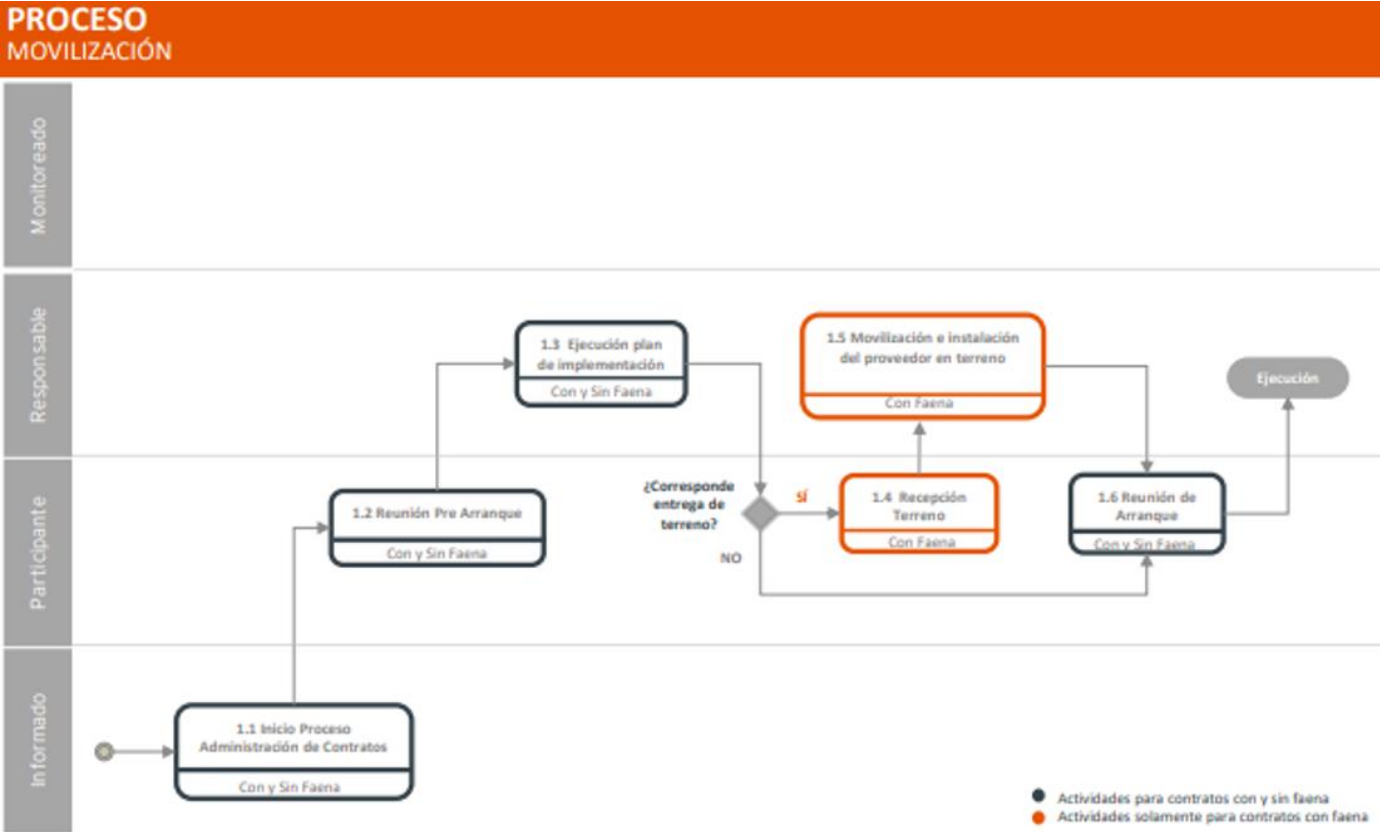 PROCESO
MOVILIZACIÓN
Monitoreado
Responsable
1.3 Ejecución plan
de implementación
Con y Sin Faena
1.5 Movilización e instalación
del proveedor en terreno
Con Faena
Ejecución
Participante
1.2 Reunión Pre Arranque
Con y Sin Faena
¿Corresponde
entrega de
terreno?
SÍ
NO
1.4 Recepción
Terreno
Con Faena
1.6 Reunión de
Arranque
Con y Sin Faena
Informado
1.1 Inicio Proceso
Administración de Contratos
Con y Sin Faena
Actividades para contratos con y sin faena
Actividades solamente para contratos con faena